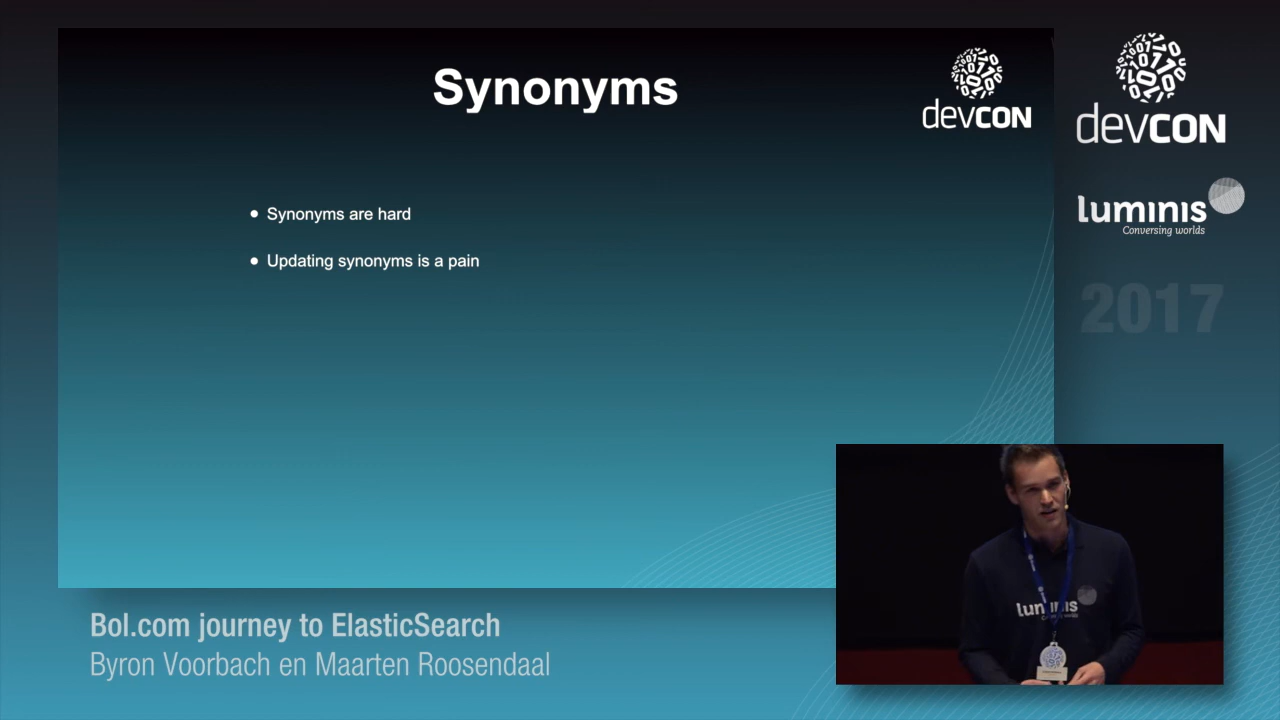 Synonyms
devcon
• Synonyms are hard
• Updating synonyms is a pain
devcon
luminis
Conversing worlds
2017
luminis
Bol.com journey to ElasticSearch
Byron Voorbach en Maarten Roosendaal